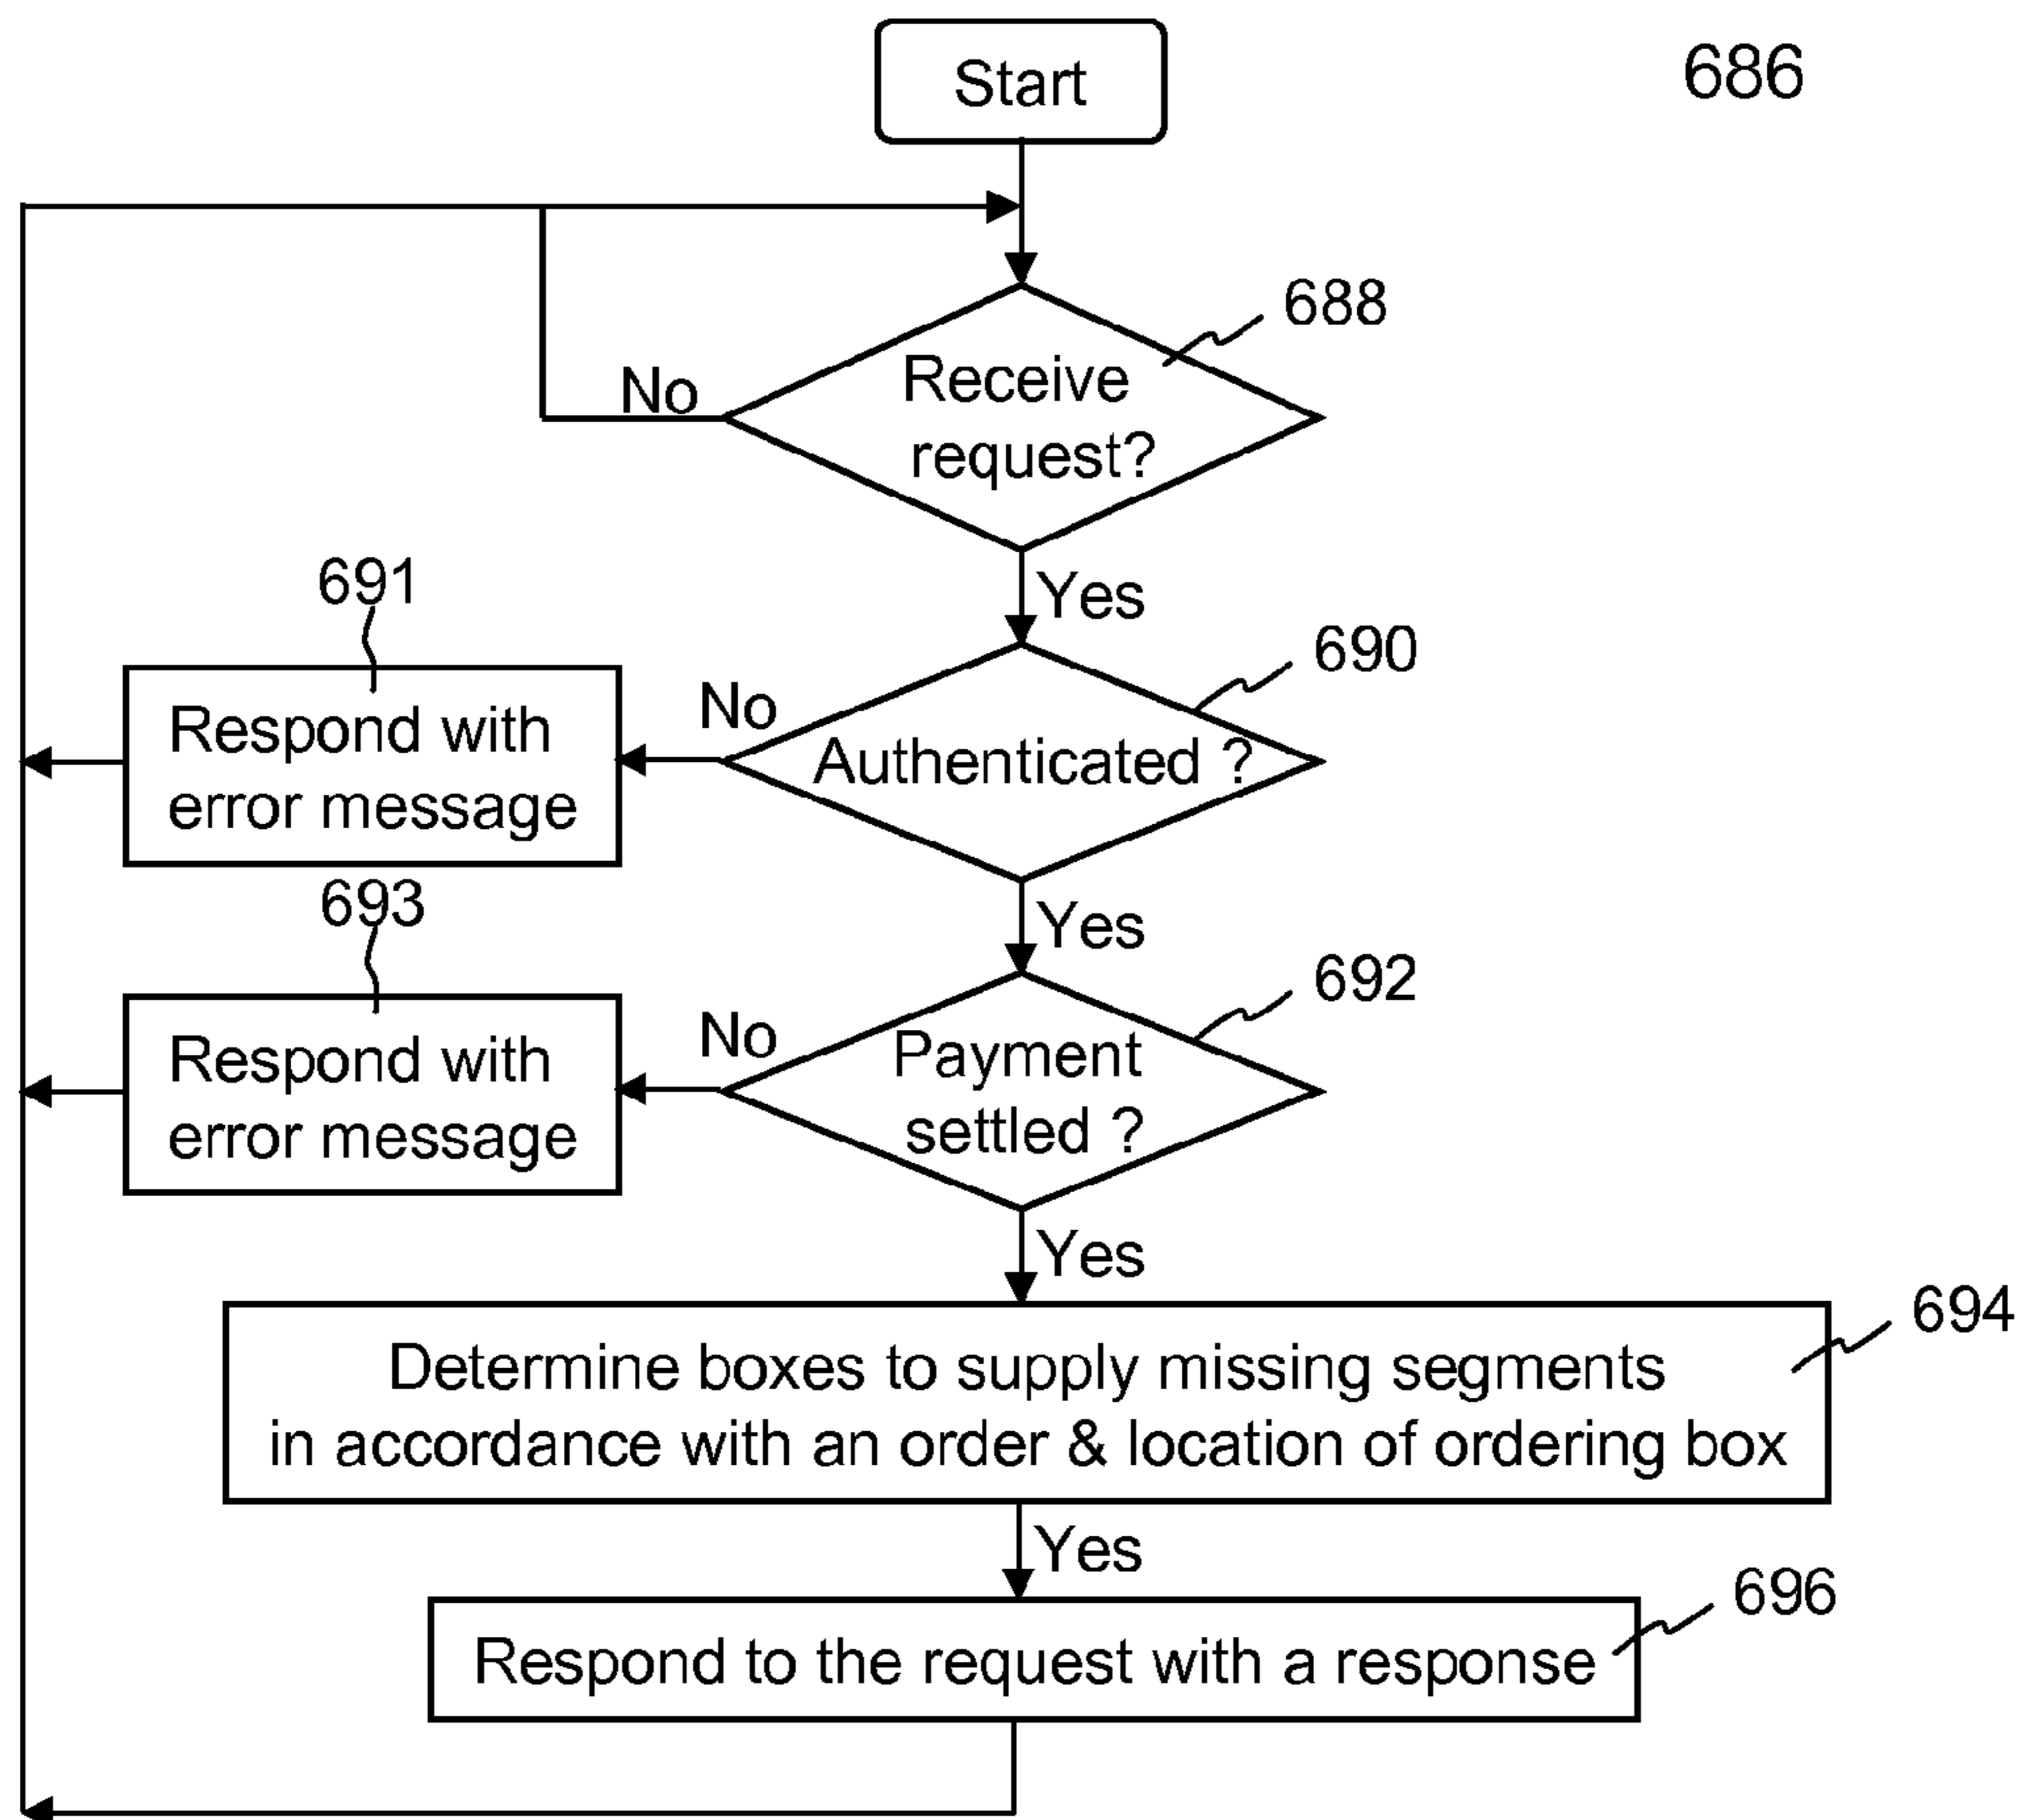 Start
686
688
Receive
request?
No
Yes
691
690
Respond with
error message
No
Authenticated ?
Yes
693
692
Respond with
error message
No
Payment
settled ?
Yes
694
Determine boxes to supply missing segments
in accordance with an order & location of ordering box
Yes
696
Respond to the request with a response